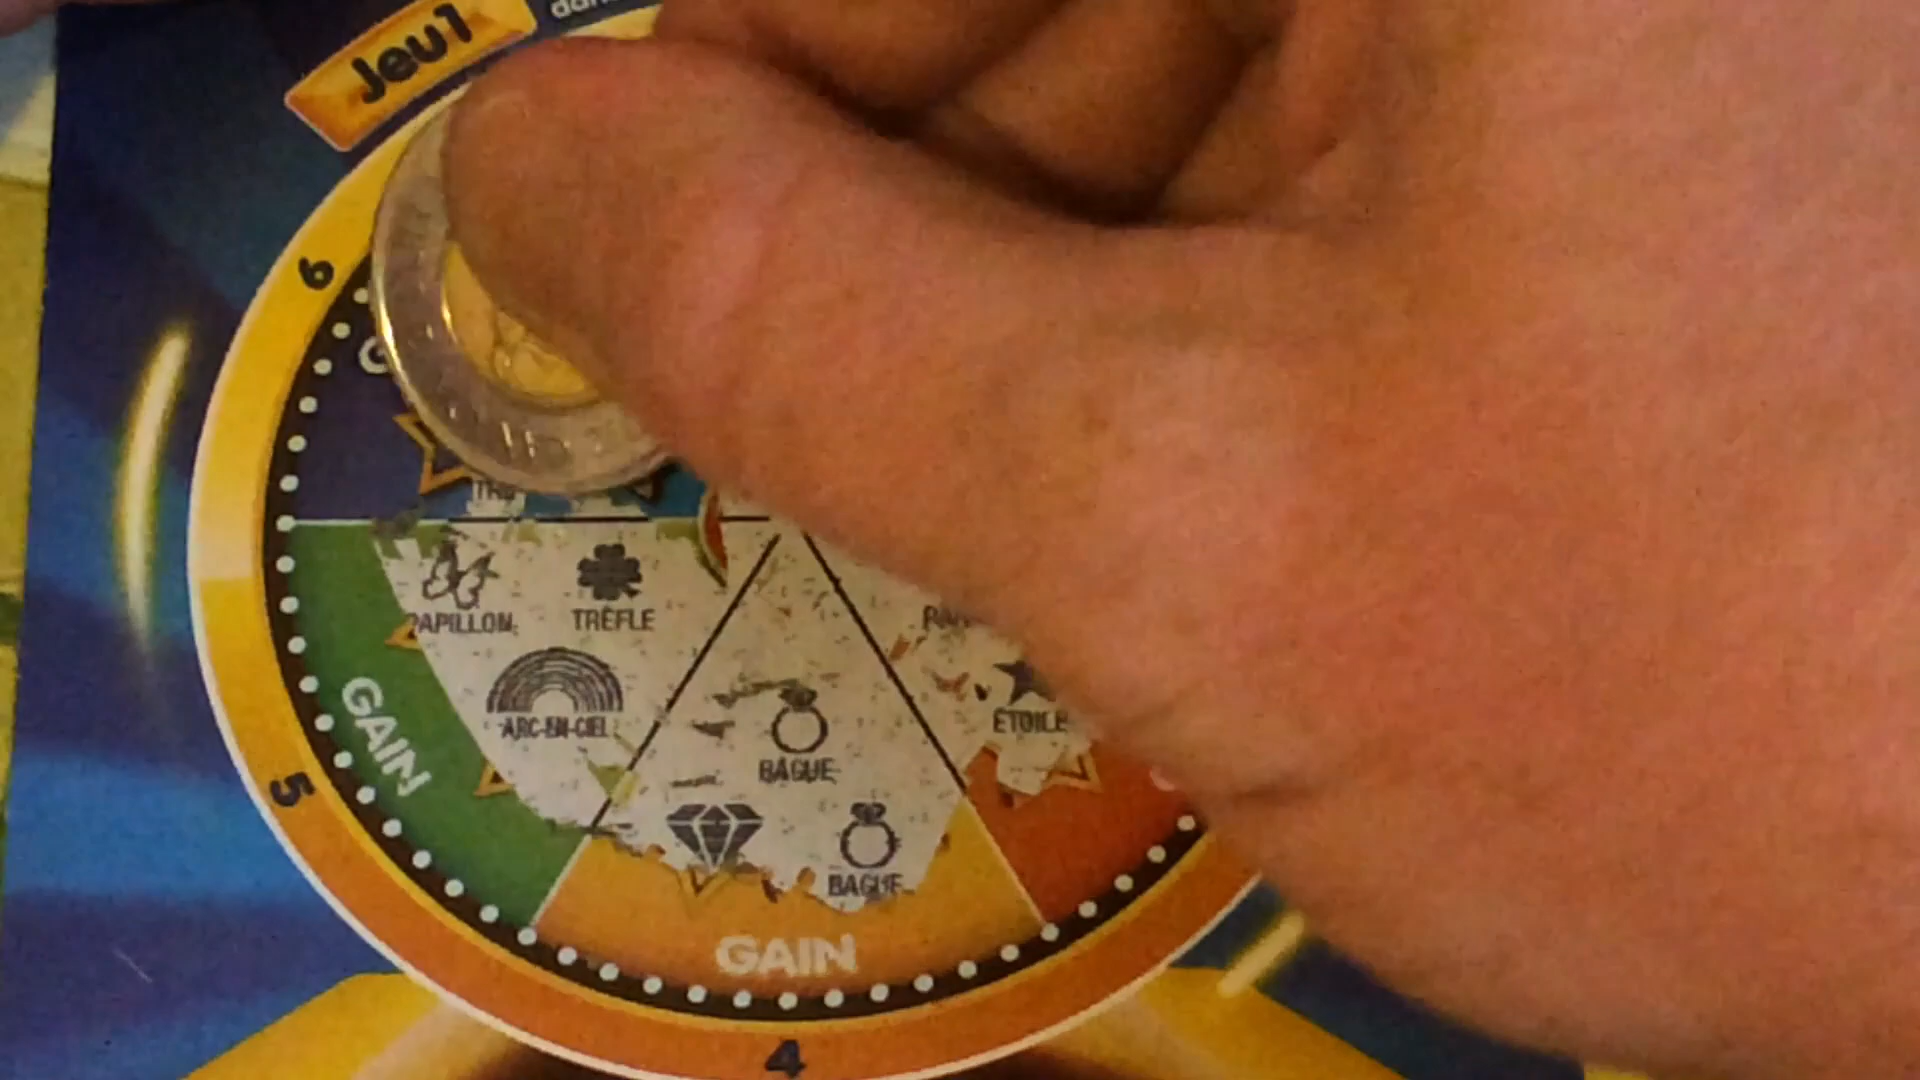 Jeu1
6
PAPILLON
TRÈFLE
ÉTOILE
ARC-EN-CIEL
BAGUE
BAGUE
GAIN
5
GAIN
4